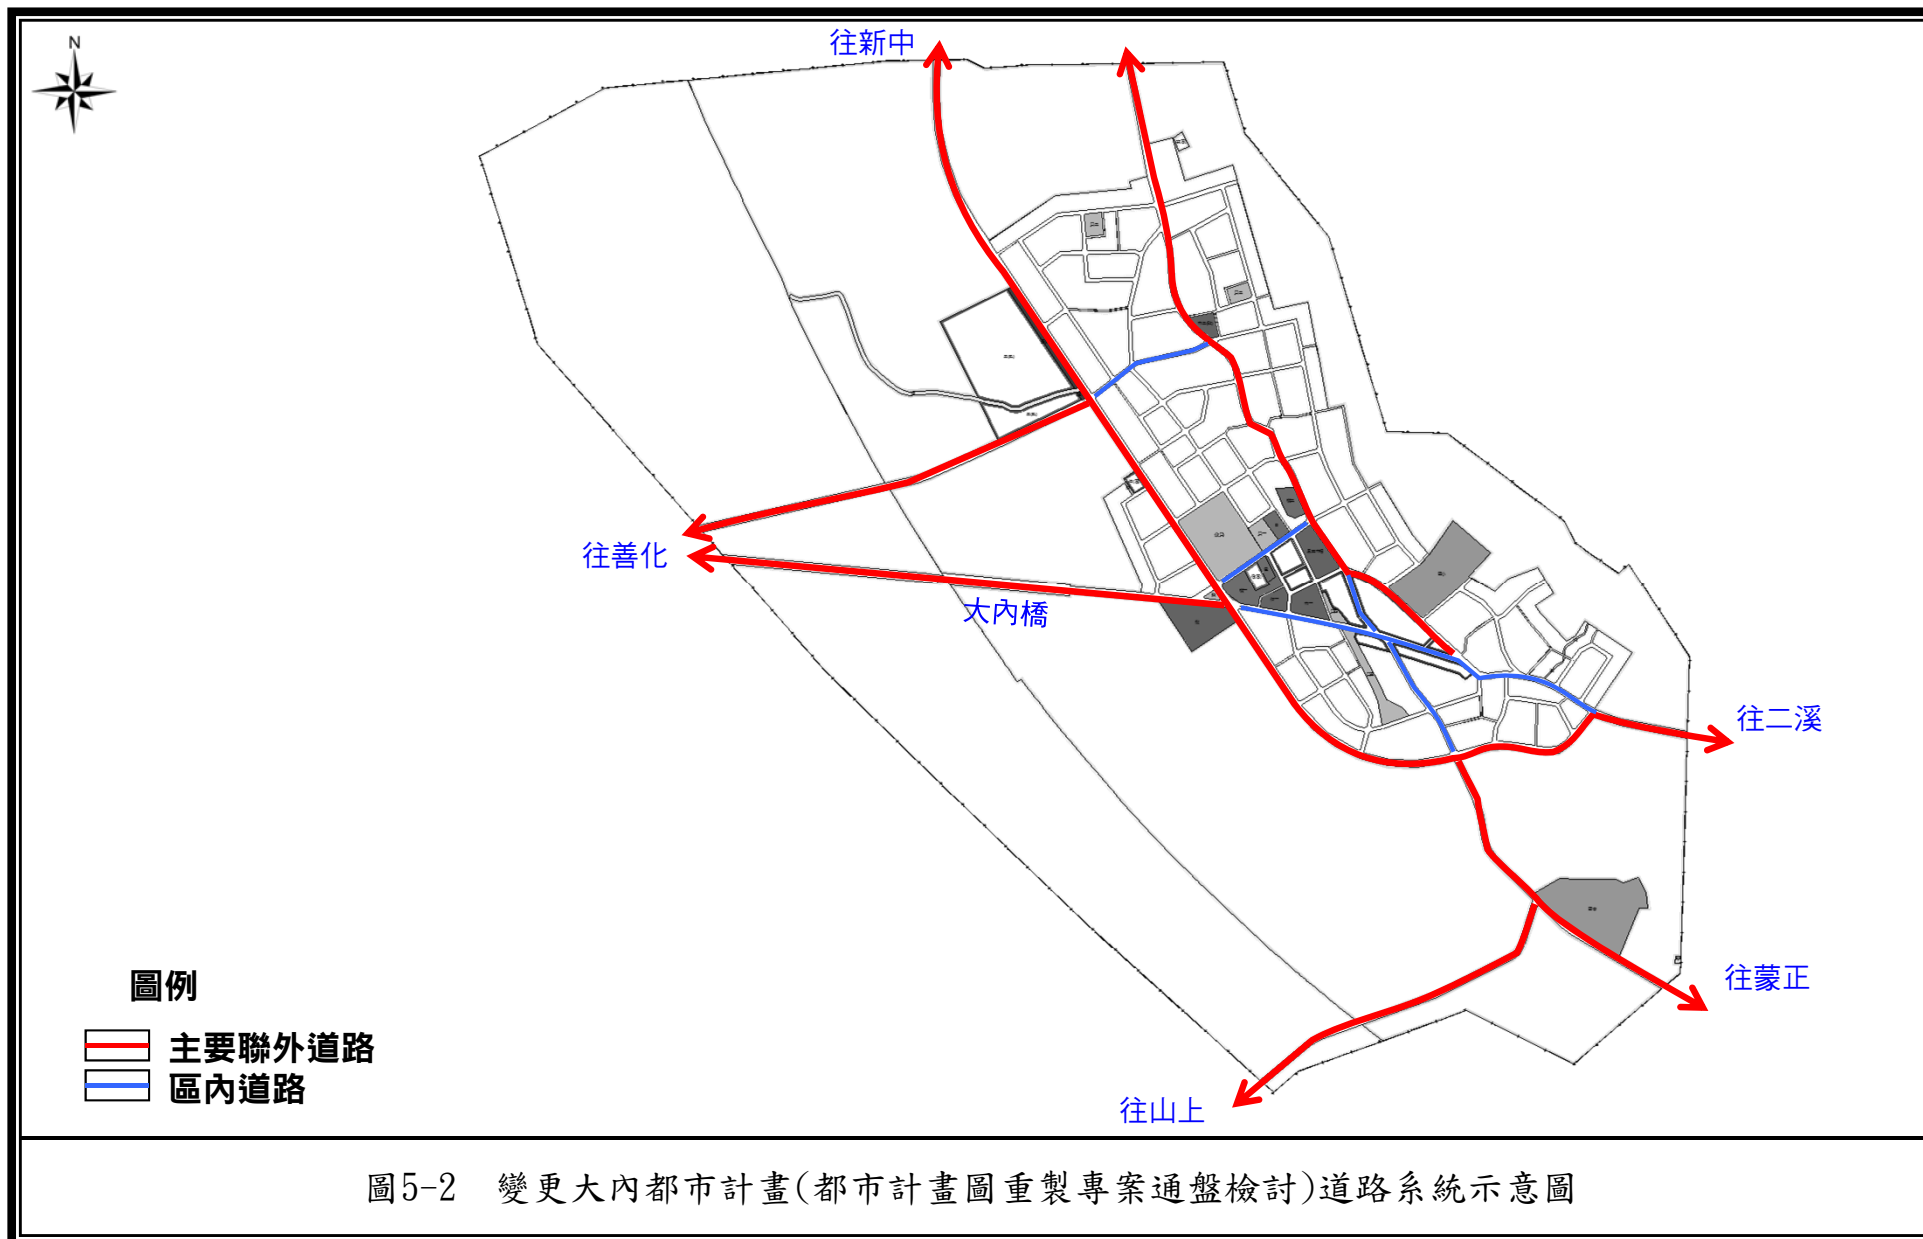 N
往新中
往善化
大內橋
往二溪
往蒙正
往山上
圖例
主要聯外道路
區內道路
圖5-2　變更大內都市計畫(都市計畫圖重製專案通盤檢討)道路系統示意圖